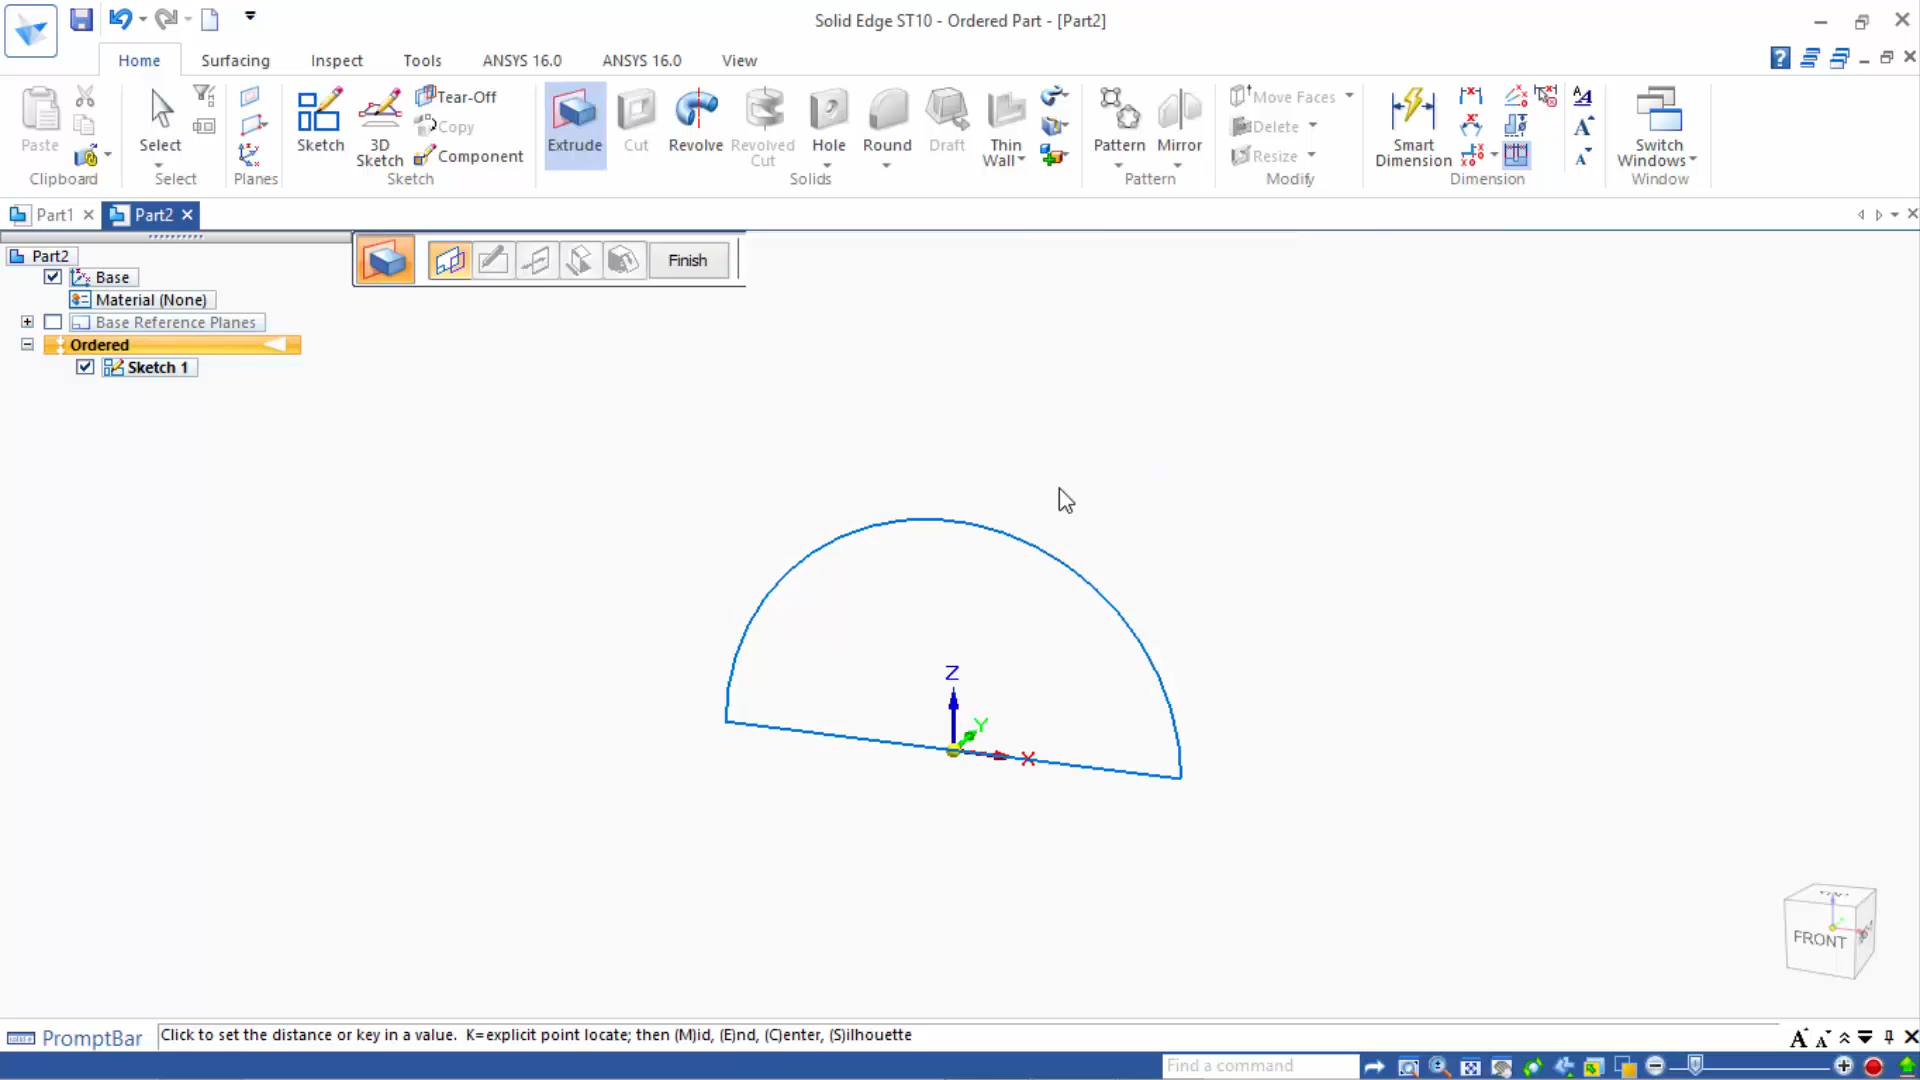 Solid Edge ST10 - Ordered Part - [Part2]
Home Surfacing Inspect Tools ANSYS 16.0 ANSYS 16.0 View
Paste
Clipboard
Select
Select
Planes
Sketch
3D Sketch
Tear-Off
Copy
Component
Sketch
Extrude
Cut
Revolve
Revolved Cut
Hole
Round
Draft
Thin Wall
Solids
Pattern
Mirror
Pattern
Move Faces
Delete
Resize
Modify
Smart Dimension
Dimension
Switch Windows
Window
Part1 Part2
Part2
Base
Material (None)
Base Reference Planes
Ordered
Sketch 1
Finish
Z
Y
X
FRONT
PromptBar
Click to set the distance or key in a value. K=explicit point locate; then (M)id, (E)nd, (C)enter, (S)ilhouette
Find a command